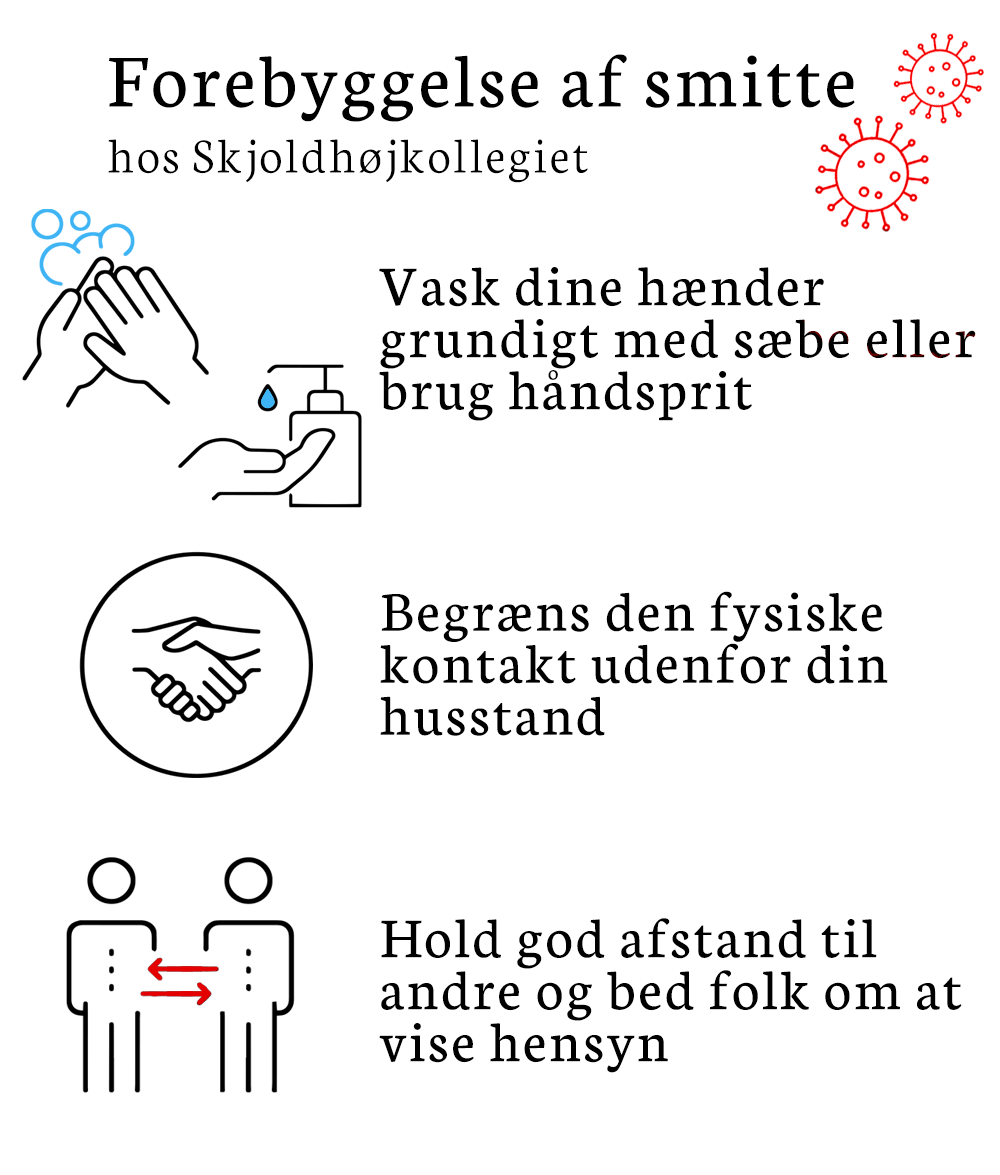 Forebyggelse af smitte
hos Skjoldhøjkollegiet
Vask dine hænder
grundigt med sæbe eller
brug håndsprit
Begræns den fysiske
kontakt udenfor din
husstand
Hold god afstand til
andre og bed folk om at
vise hensyn